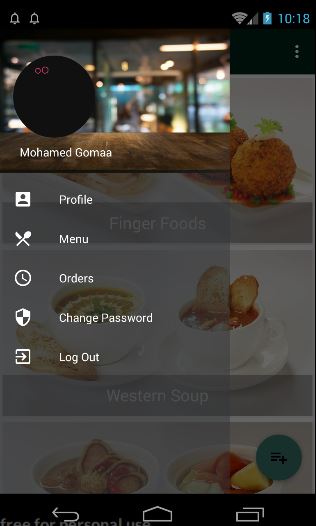 10:18
Mohamed Gomaa
Profile
Finger Foods
Menu
Orders
Change Password
Log Out
Western Soup
free for personal use